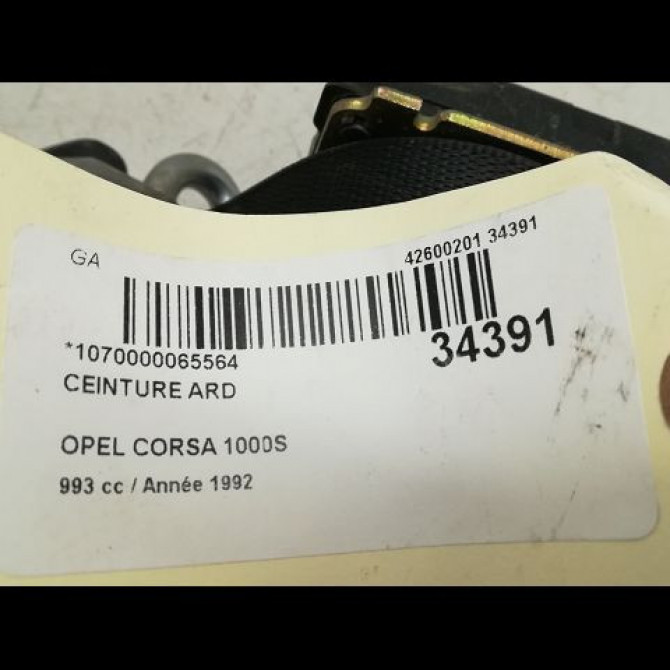 GA
42600201 34391
*1070000065564
34391
CEINTURE ARD
OPEL CORSA 1000S
993 cc / Année 1992